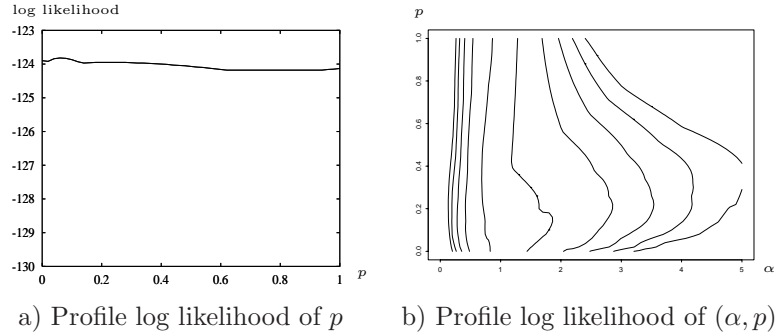 log likelihood
-123
-124
-125
-126
-127
-128
-129
-130
0 0.2 0.4 0.6 0.8 1 p
a) Profile log likelihood of p
p
1.0
0.8
0.6
0.4
0.2
0.0
0 1 2 3 4 5 α
b) Profile log likelihood of (α, p)